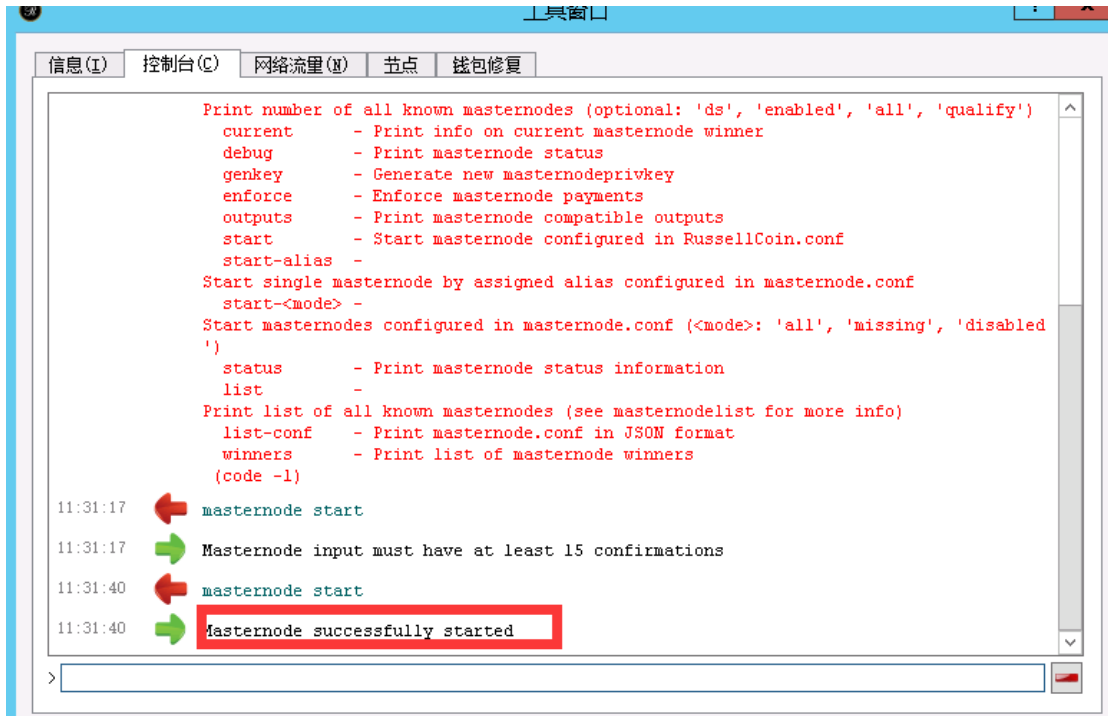 工具窗口
?
x
信息(I) 控制台(C) 网络流量(N) 节点 钱包修复
Print number of all known masternodes (optional: 'ds', 'enabled', 'all', 'qualify')
current - Print info on current masternode winner
debug - Print masternode status
genkey - Generate new masternodeprivkey
enforce - Enforce masternode payments
outputs - Print masternode compatible outputs
start - Start masternode configured in RussellCoin.conf
start-alias -
Start single masternode by assigned alias configured in masternode.conf
start-<mode> -
Start masternodes configured in masternode.conf (<mode>: 'all', 'missing', 'disabled
')
status - Print masternode status information
list -
Print list of all known masternodes (see masternodelist for more info)
list-conf - Print masternode.conf in JSON format
winners - Print list of masternode winners
(code -1)
11:31:17 masternode start
11:31:17 Masternode input must have at least 15 confirmations
11:31:40 masternode start
11:31:40 Masternode successfully started
>